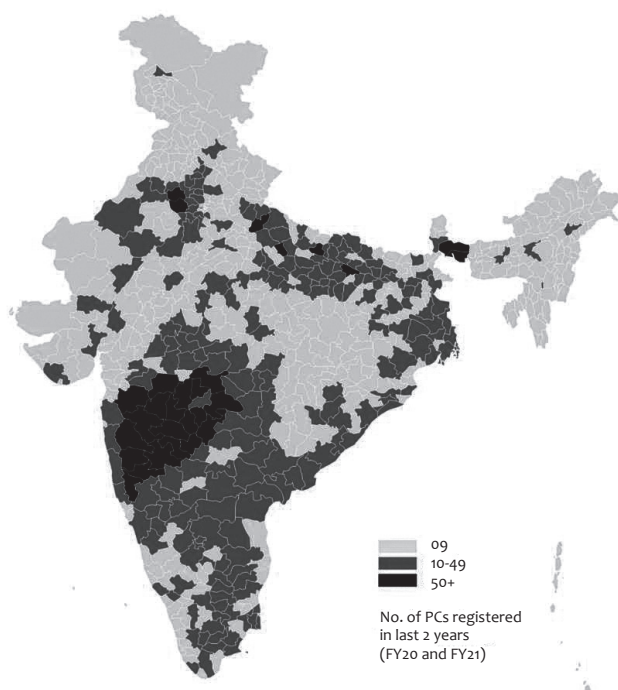 09
10-49
50+
No. of PCs registered
in last 2 years
(FY20 and FY21)